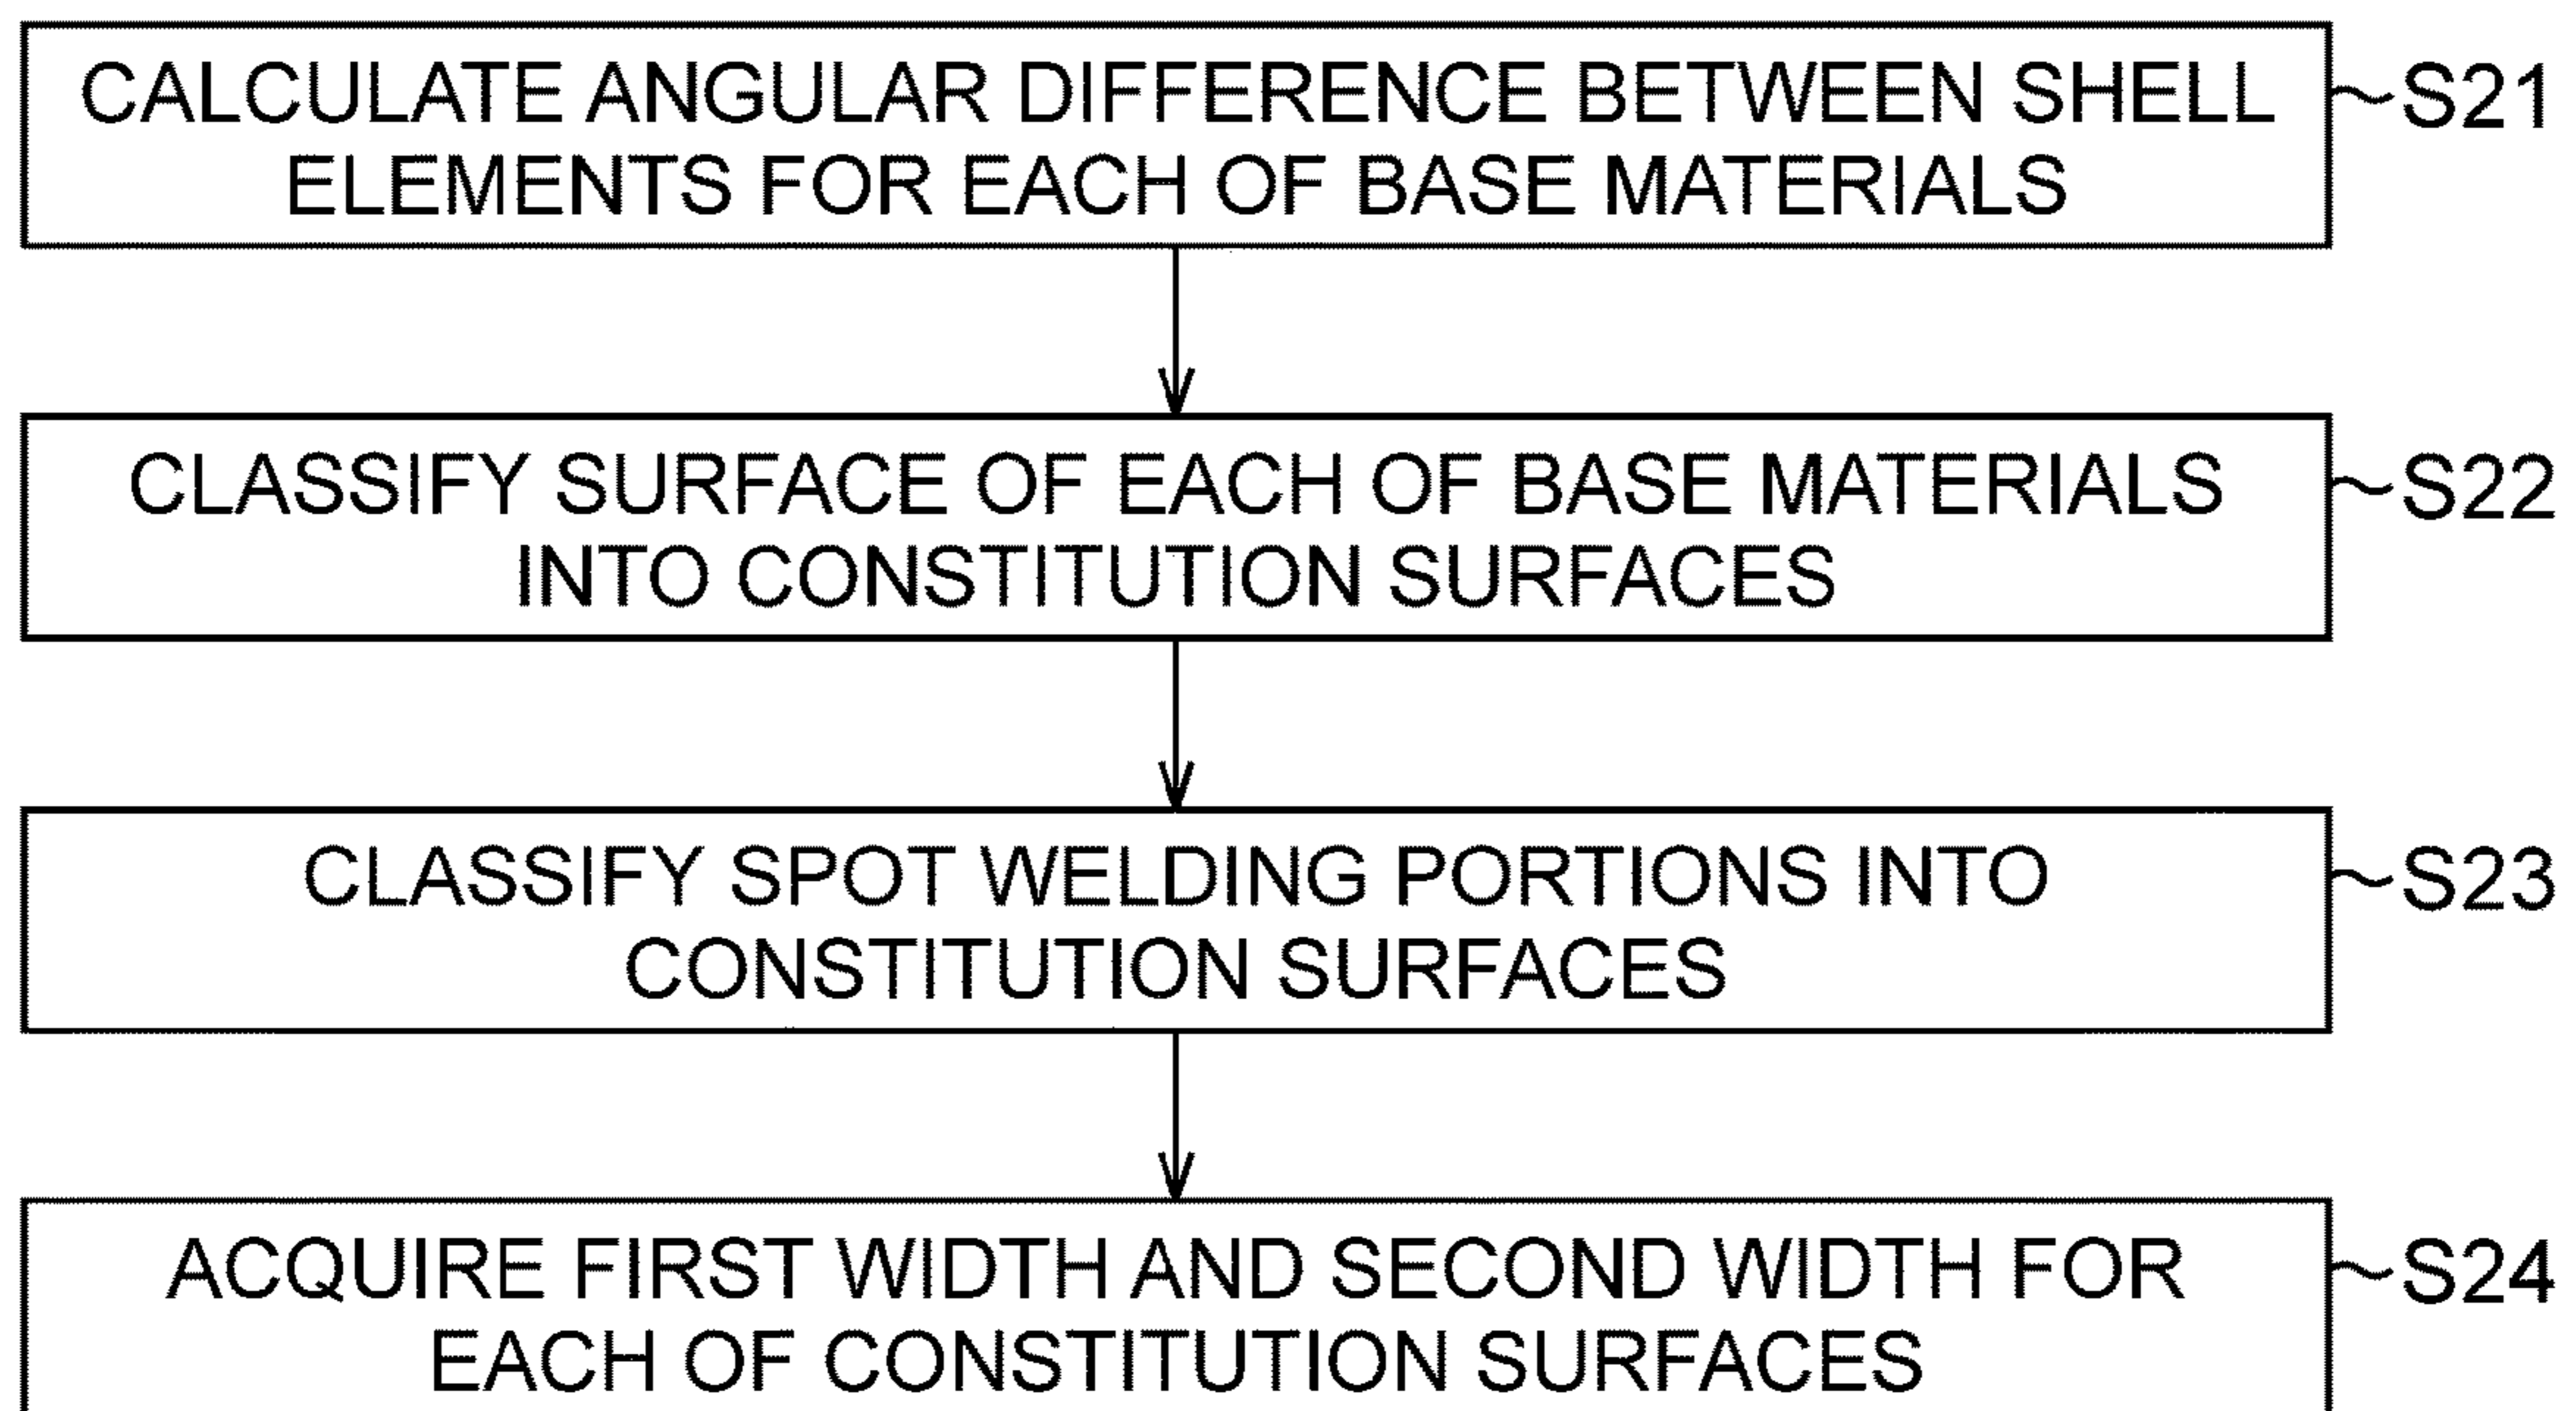 CALCULATE ANGULAR DIFFERENCE BETWEEN SHELL
ELEMENTS FOR EACH OF BASE MATERIALS
S21
CLASSIFY SURFACE OF EACH OF BASE MATERIALS
INTO CONSTITUTION SURFACES
S22
CLASSIFY SPOT WELDING PORTIONS INTO
CONSTITUTION SURFACES
S23
ACQUIRE FIRST WIDTH AND SECOND WIDTH FOR
EACH OF CONSTITUTION SURFACES
S24